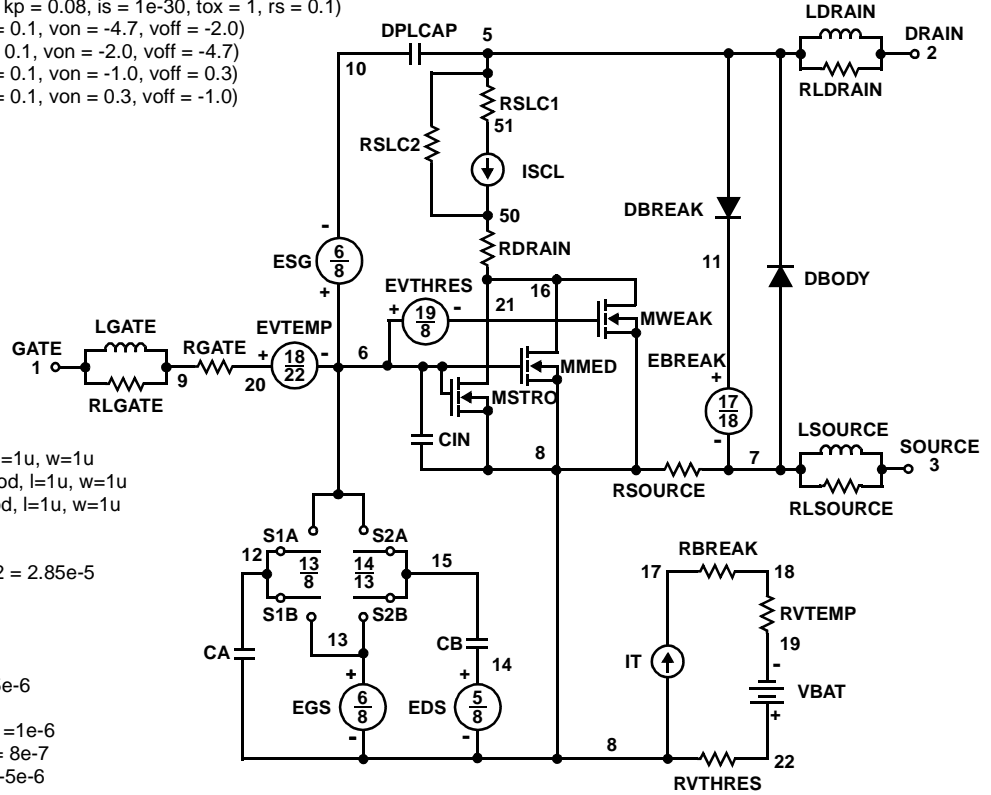 kp = 0.08, is = 1e-30, tox = 1, rs = 0.1)
= 0.1, von = -4.7, voff = -2.0)
0.1, von = -2.0, voff = -4.7)
= 0.1, von = -1.0, voff = 0.3)
= 0.1, von = 0.3, voff = -1.0)
LDRAIN
DPLCAP
5
DRAIN
2
10
RLDRAIN
RSLC1
51
RSLC2
ISCL
50
DBREAK
RDRAIN
-
ESG
6
8
+
11
DBODY
EVTHRES
16
21
+
19
8
-
MWEAK
LGATE
EVTEMP
GATE
1
RGATE
+
18
22
-
6
MMED
EBREAK
+
9
20
RLGATE
MSTRO
17
18
-
CIN
LSOURCE
8
7
SOURCE
3
RSOURCE
RLSOURCE
=1u, w=1u
od, l=1u, w=1u
od, l=1u, w=1u
2 = 2.85e-5
S1A
S2A
12
13
8
14
13
15
S1B
S2B
RBREAK
17
18
RVTEMP
13
CA
CB
19
-
IT
14
+
+
VBAT
EGS
6
8
EDS
5
8
+
-
-
8
22
RVTHRES
e-6
=1e-6
= 8e-7
-5e-6